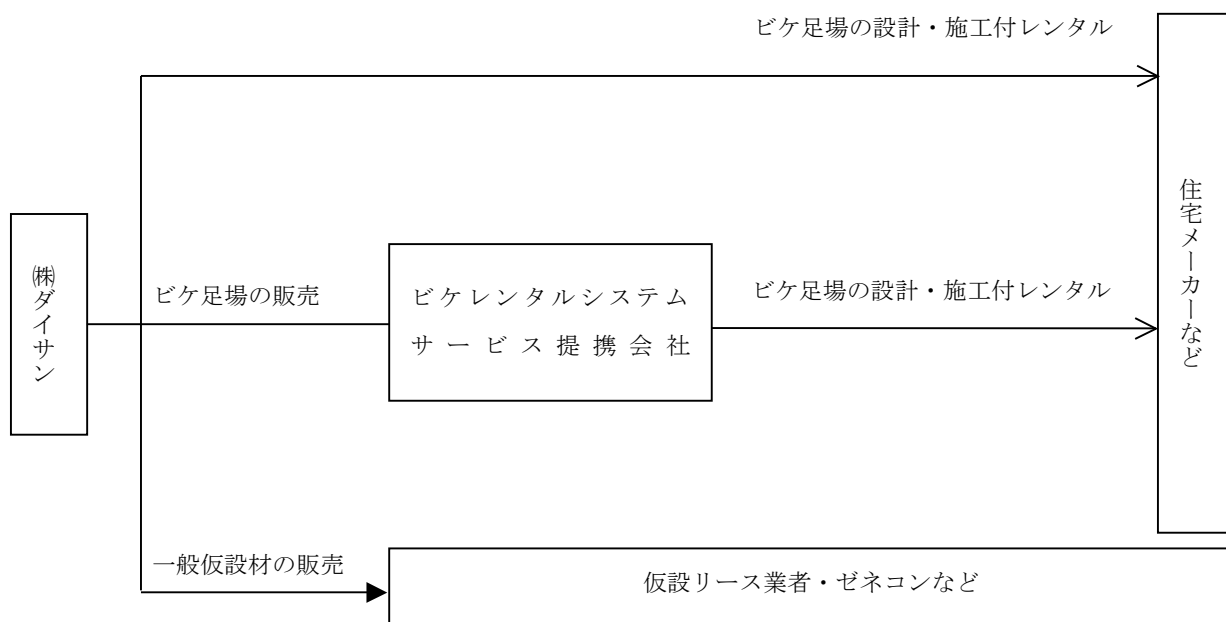 ビケ足場の設計・施工付レンタル
住宅メーカーなど
㈱ダイサン
ビケ足場の販売
ビケレンタルシステム
サービス提携会社
ビケ足場の設計・施工付レンタル
一般仮設材の販売
仮設リース業者・ゼネコンなど